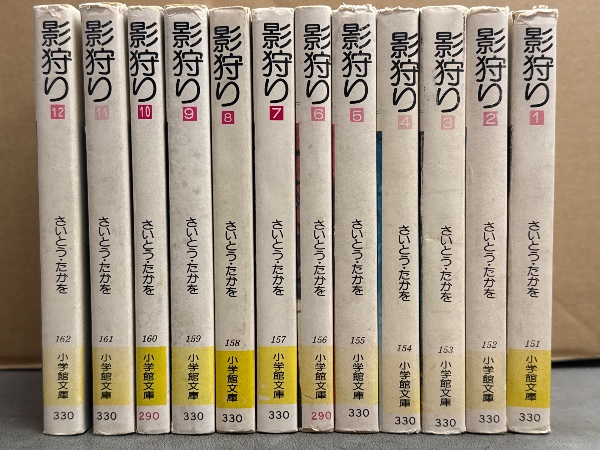 影狩り
12
さいとう・たかを
162
小学館文庫
330
影狩り
11
さいとう・たかを
161
小学館文庫
330
影狩り
10
さいとう・たかを
160
小学館文庫
290
影狩り
9
さいとう・たかを
159
小学館文庫
330
影狩り
8
さいとう・たかを
158
小学館文庫
330
影狩り
7
さいとう・たかを
157
小学館文庫
330
影狩り
6
さいとう・たかを
156
小学館文庫
290
影狩り
5
さいとう・たかを
155
小学館文庫
330
影狩り
4
さいとう・たかを
154
小学館文庫
330
影狩り
3
さいとう・たかを
153
小学館文庫
330
影狩り
2
さいとう・たかを
152
小学館文庫
330
影狩り
1
さいとう・たかを
151
小学館文庫
330